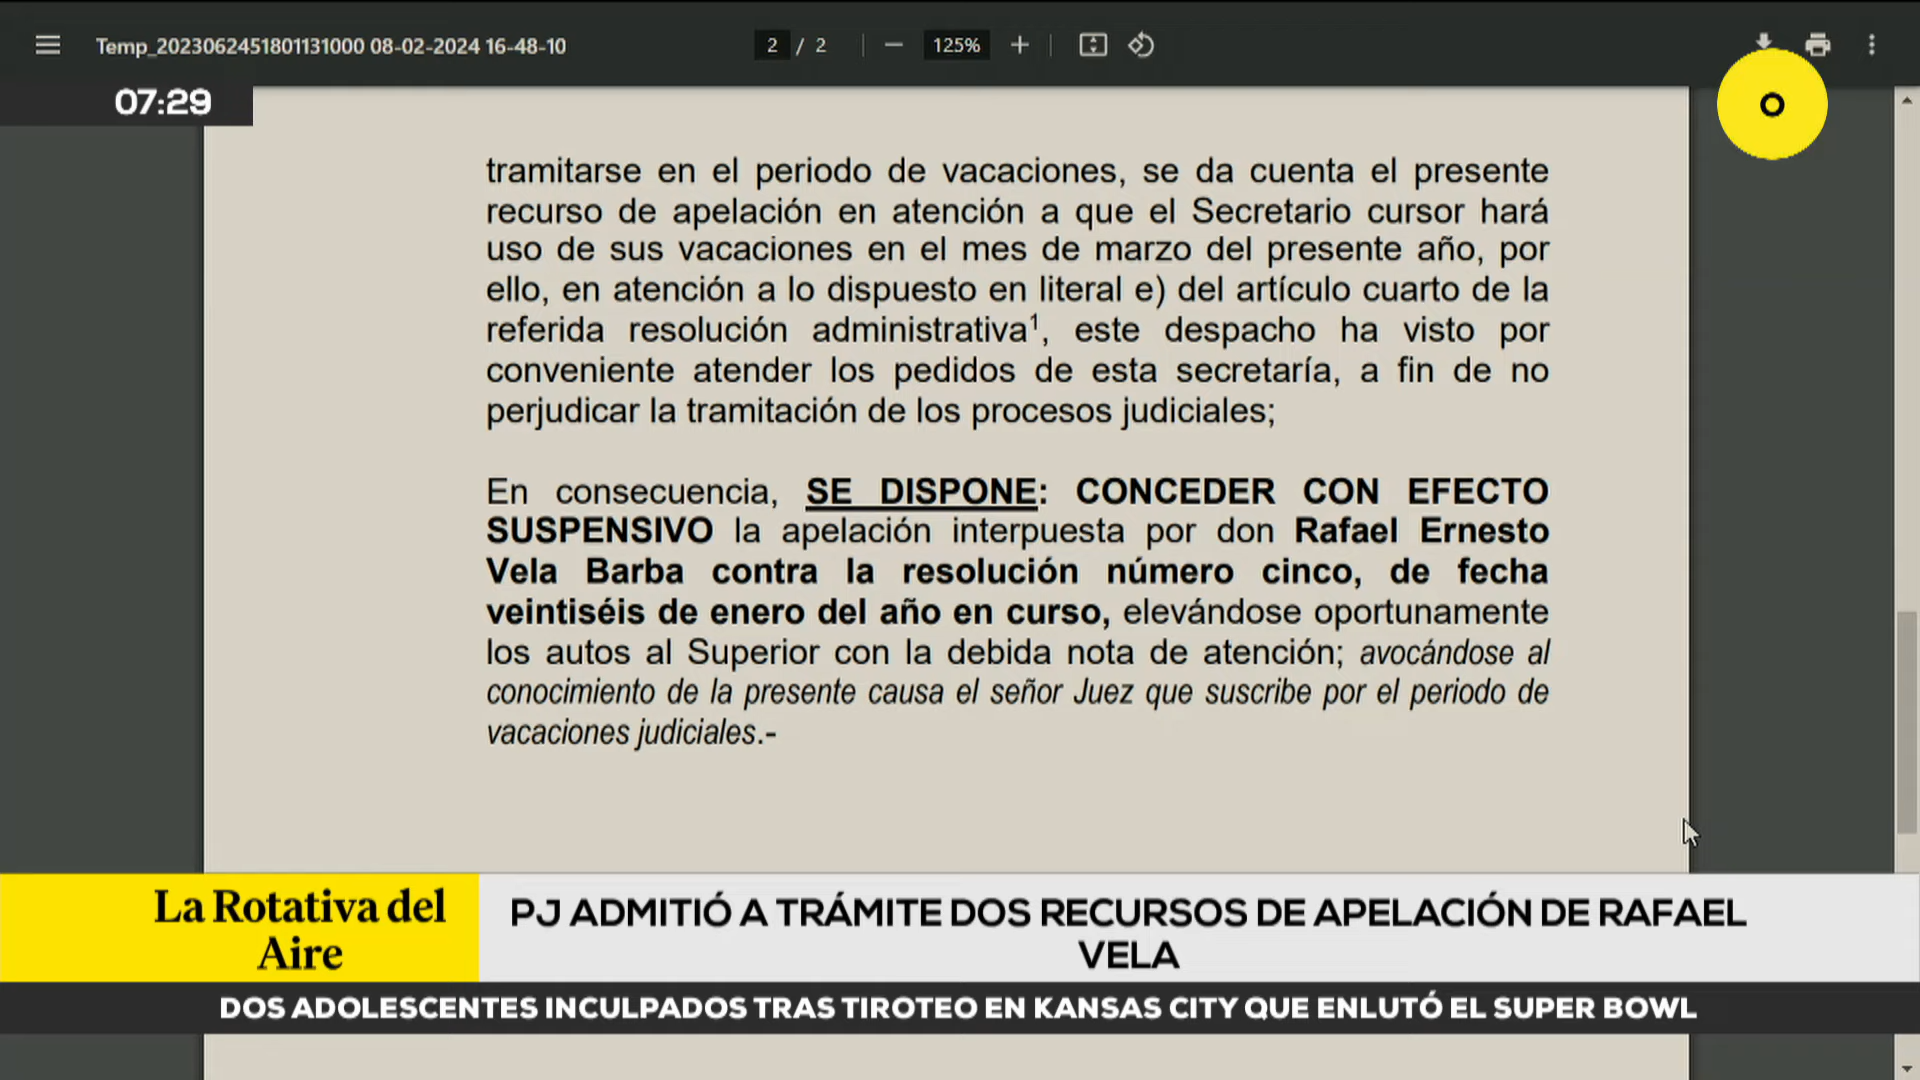 Temp_2023062451801131000 08-02-2024 16-48-10
2 / 2
125%
07:29
tramitarse en el periodo de vacaciones, se da cuenta el presente
recurso de apelación en atención a que el Secretario cursor hará
uso de sus vacaciones en el mes de marzo del presente año, por
ello, en atención a lo dispuesto en literal e) del artículo cuarto de la
referida resolución administrativa¹, este despacho ha visto por
conveniente atender los pedidos de esta secretaría, a fin de no
perjudicar la tramitación de los procesos judiciales;
En consecuencia, SE DISPONE: CONCEDER CON EFECTO
SUSPENSIVO la apelación interpuesta por don Rafael Ernesto
Vela Barba contra la resolución número cinco, de fecha
veintiséis de enero del año en curso, elevándose oportunamente
los autos al Superior con la debida nota de atención; avocándose al
conocimiento de la presente causa el señor Juez que suscribe por el periodo de
vacaciones judiciales.-
La Rotativa del
Aire
PJ ADMITIÓ A TRÁMITE DOS RECURSOS DE APELACIÓN DE RAFAEL
VELA
DOS ADOLESCENTES INCULPADOS TRAS TIROTEO EN KANSAS CITY QUE ENLUTÓ EL SUPER BOWL